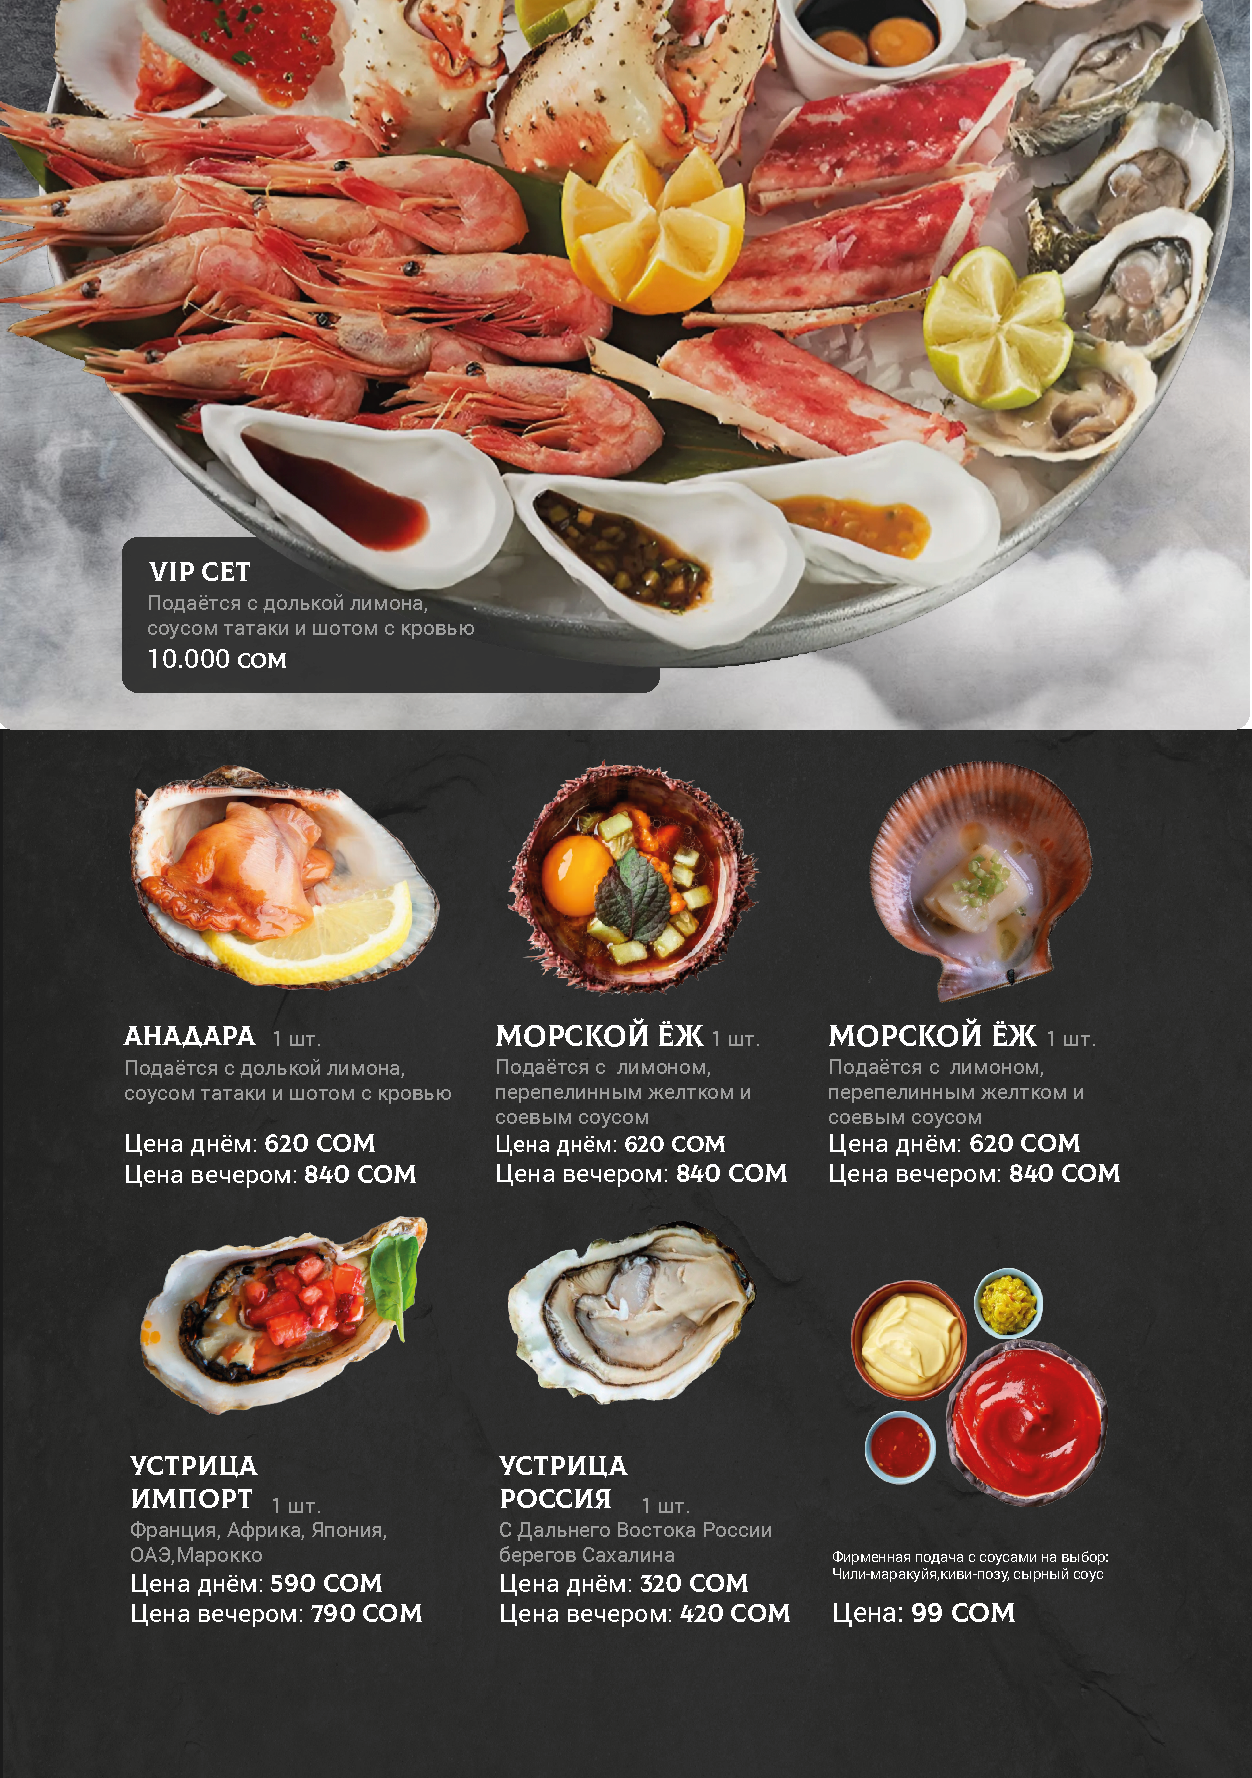 VIP СЕТ
Подаётся с долькой лимона,
соусом татаки и шотом с кровью
10.000 СОМ
АНАДАРА 1 шт.
Подаётся с долькой лимона,
соусом татаки и шотом с кровью
Цена днём: 620 СОМ
Цена вечером: 840 СОМ
МОРСКОЙ ЁЖ 1 шт.
Подаётся с лимоном,
перепелинным желтком и
соевым соусом
Цена днём: 620 СОМ
Цена вечером: 840 СОМ
МОРСКОЙ ЁЖ 1 шт.
Подаётся с лимоном,
перепелинным желтком и
соевым соусом
Цена днём: 620 СОМ
Цена вечером: 840 СОМ
УСТРИЦА
ИМПОРТ 1 шт.
Франция, Африка, Япония,
ОАЭ,Марокко
Цена днём: 590 СОМ
Цена вечером: 790 СОМ
УСТРИЦА
РОССИЯ 1 шт.
С Дальнего Востока России
берегов Сахалина
Цена днём: 320 СОМ
Цена вечером: 420 СОМ
Фирменная подача с соусами на выбор:
Чили-маракуйя,киви-позу, сырный соус
Цена: 99 СОМ